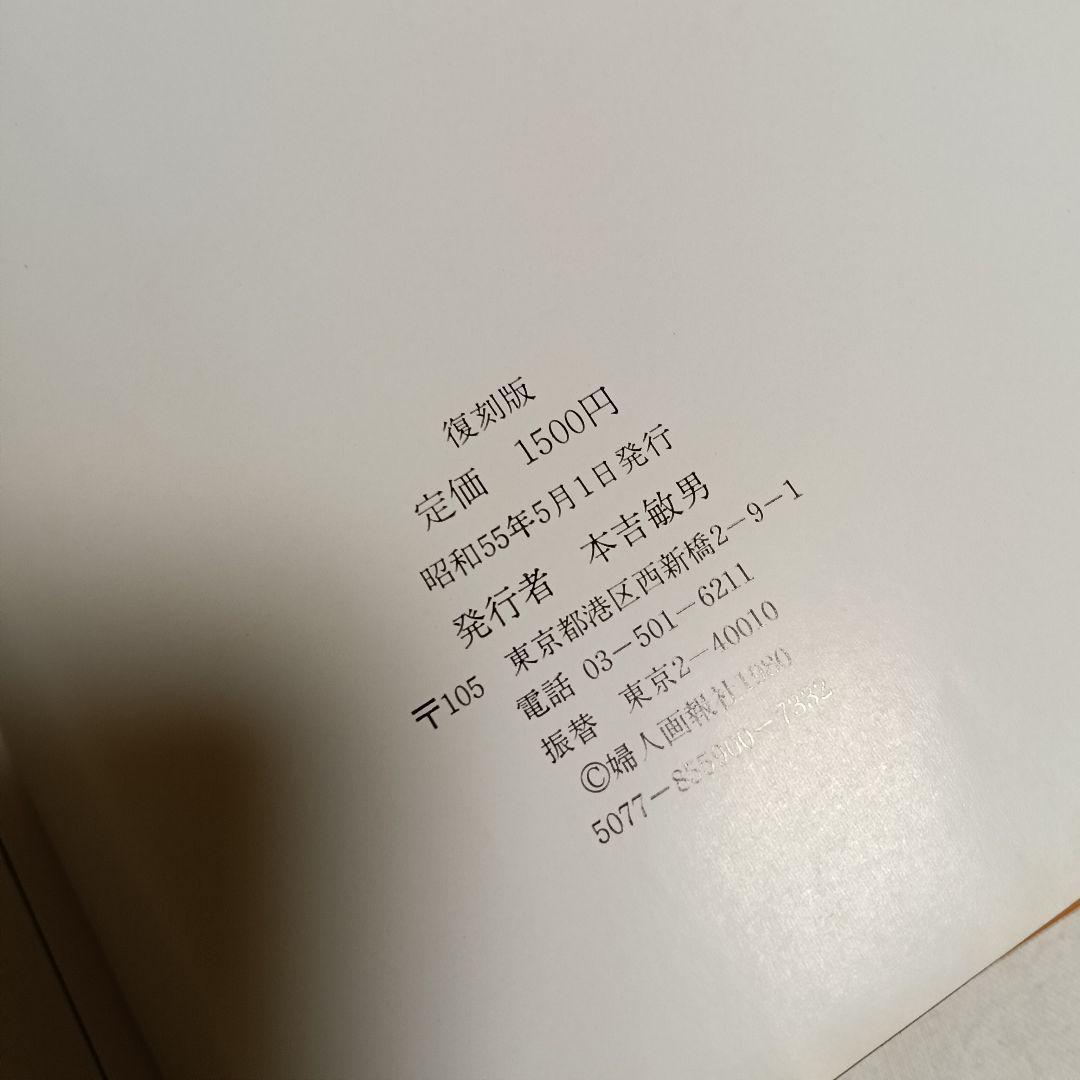 復刻版
定価 1500円
昭和55年5月1日発行
発行者 本吉敏男
〒105 東京都港区西新橋2-9-1
電話 03-501-6211
振替 東京2-40010
©婦人画報社1980
5077-855900-7332